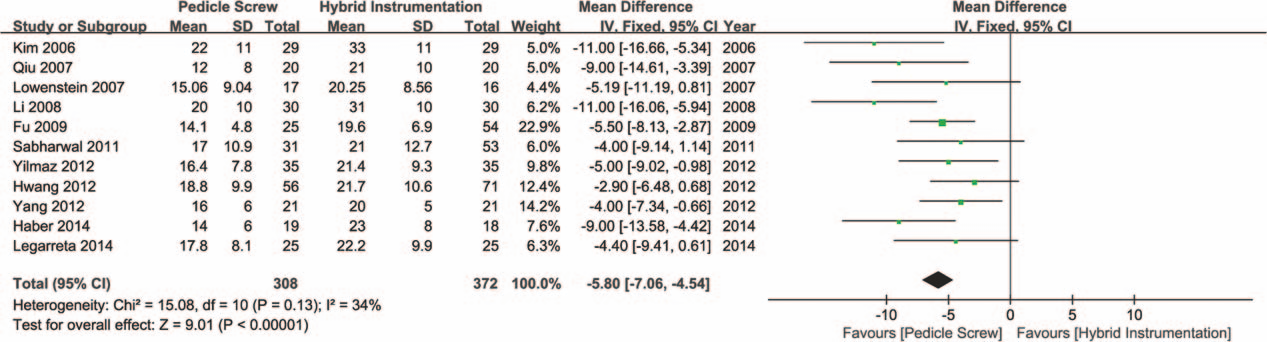 Pedicle Screw Hybrid Instrumentation Mean Difference Mean Difference
Study or Subgroup Mean SD Total Mean SD Total Weight IV, Fixed, 95% CI Year IV. Fixed, 95% CI
Kim 2006 22 11 29 33 11 29 5.0% -11.00 [-16.66, -5.34] 2006
Qiu 2007 12 8 20 21 10 20 5.0% -9.00 [-14.61, -3.39] 2007
Lowenstein 2007 15.06 9.04 17 20.25 8.56 16 4.4% -5.19 [-11.19, 0.81] 2007
Li 2008 20 10 30 31 10 30 6.2% -11.00 [-16.06, -5.94] 2008
Fu 2009 14.1 4.8 25 19.6 6.9 54 22.9% -5.50 [-8.13, -2.87] 2009
Sabharwal 2011 17 10.9 31 21 12.7 53 6.0% -4.00 [-9.14, 1.14] 2011
Yilmaz 2012 16.4 7.8 35 21.4 9.3 35 9.8% -5.00 [-9.02, -0.98] 2012
Hwang 2012 18.8 9.9 56 21.7 10.6 71 12.4% -2.90 [-6.48, 0.68] 2012
Yang 2012 16 6 21 20 5 21 14.2% -4.00 [-7.34, -0.66] 2012
Haber 2014 14 6 19 23 8 18 7.6% -9.00 [-13.58, -4.42] 2014
Legarreta 2014 17.8 8.1 25 22.2 9.9 25 6.3% -4.40 [-9.41, 0.61] 2014
Total (95% CI) 308 372 100.0% -5.80 [-7.06, -4.54]
Heterogeneity: Chi² = 15.08, df = 10 (P = 0.13); I² = 34%
Test for overall effect: Z = 9.01 (P < 0.00001)
-10 -5 0 5 10
Favours [Pedicle Screw] Favours [Hybrid Instrumentation]